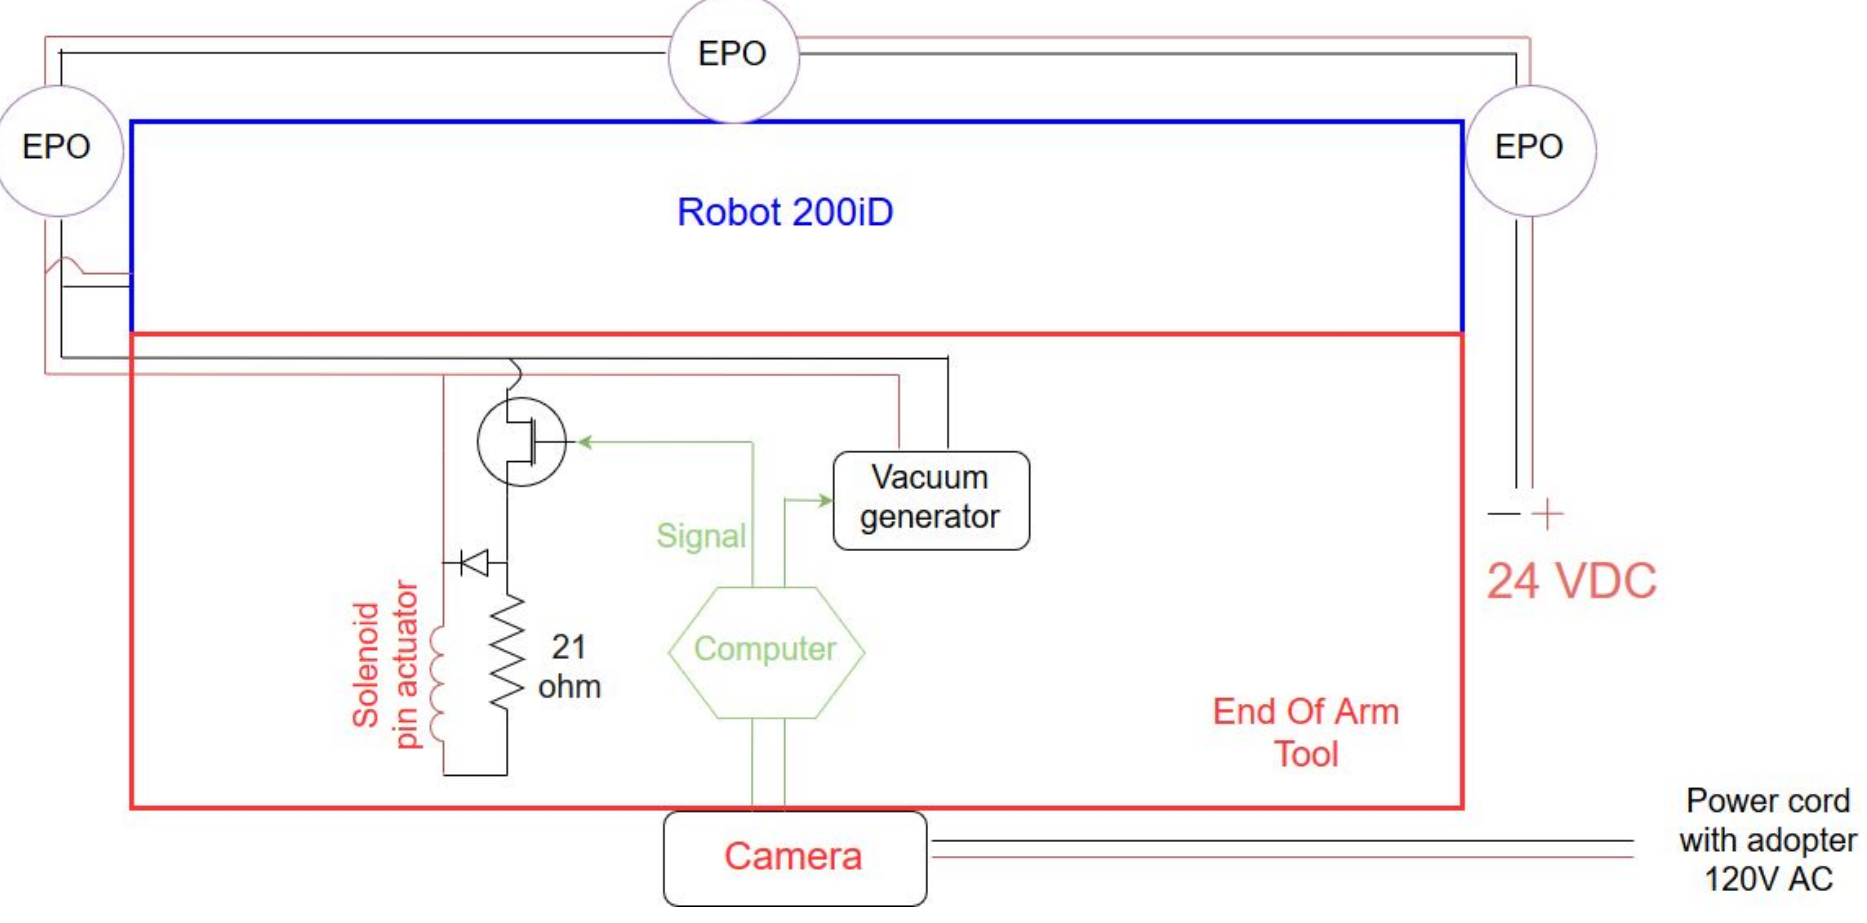 EPO
EPO
EPO
Robot 200iD
Vacuum
generator
Signal
− +
24 VDC
Solenoid
pin actuator
21
ohm
Computer
End Of Arm
Tool
Camera
Power cord
with adopter
120V AC